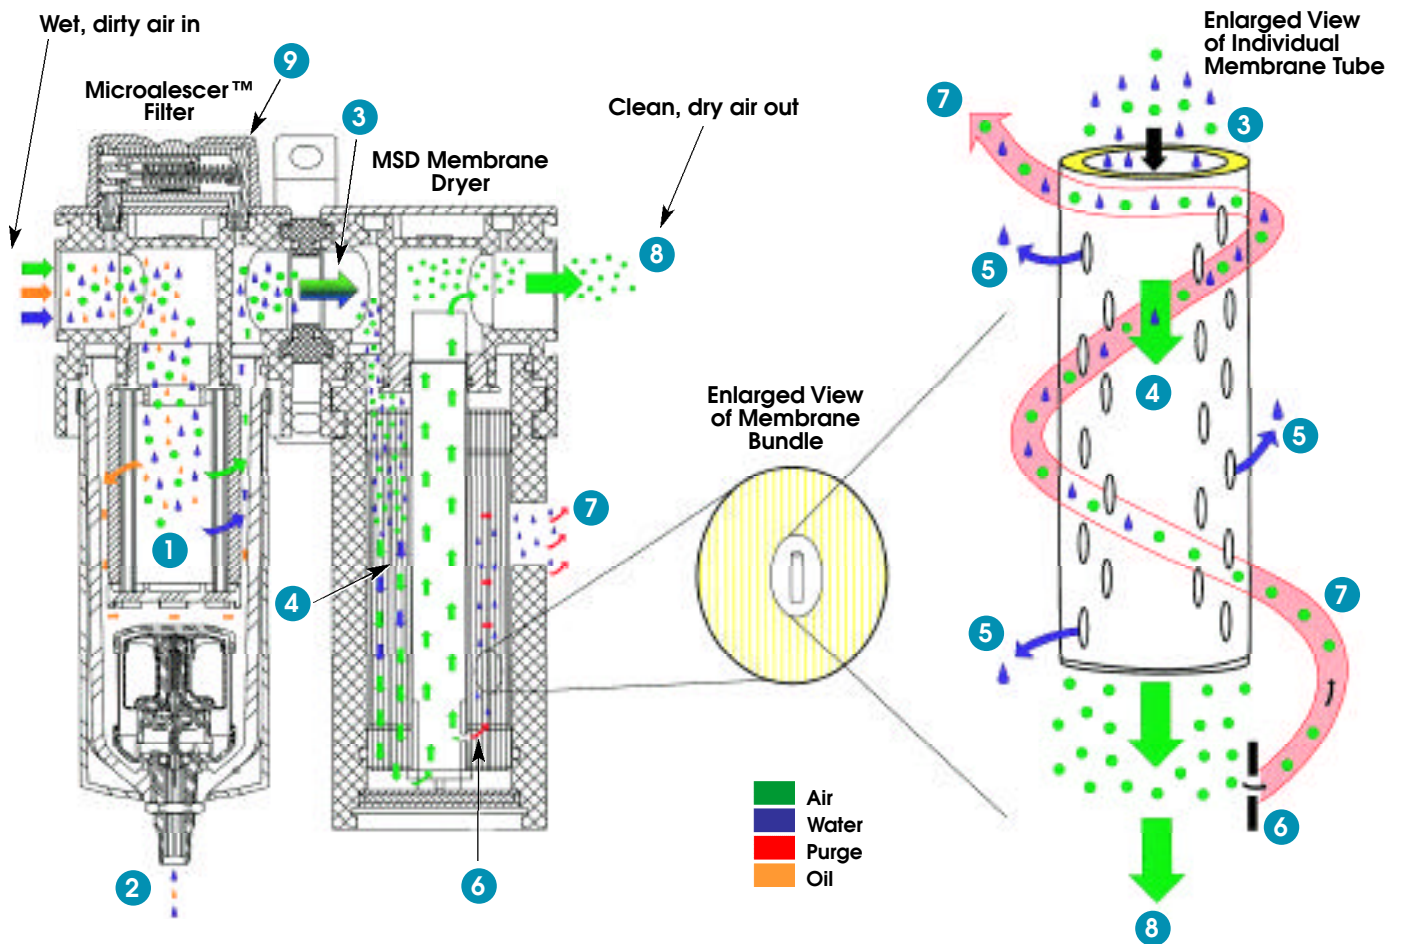 Wet, dirty air in
Microalescer™
Filter
9
3
MSD Membrane
Dryer
Clean, dry air out
8
1
2
4
7
6
Enlarged View
of Membrane
Bundle
Air
Water
Purge
Oil
Enlarged View
of Individual
Membrane Tube
7
3
5
4
5
5
7
6
8